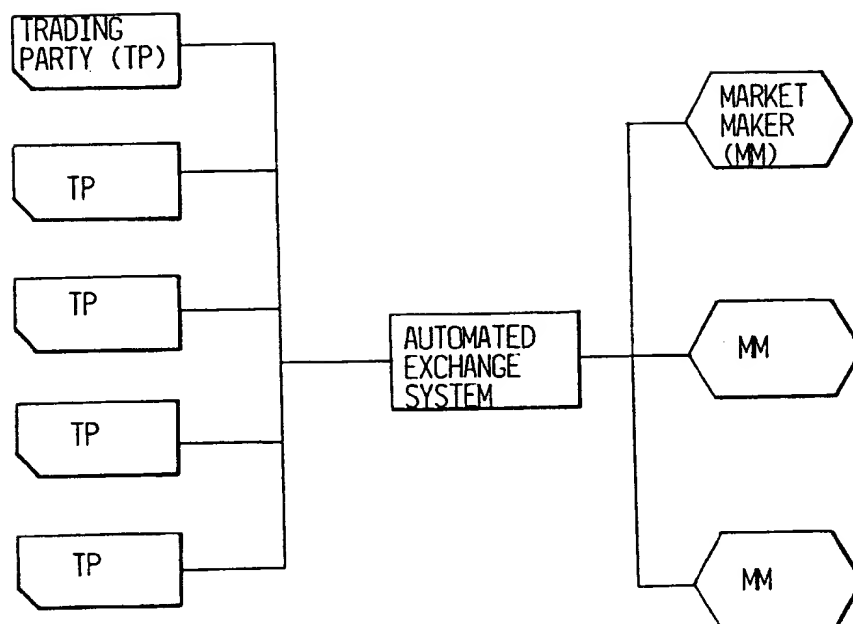 TRADING
PARTY (TP)
TP
TP
TP
TP
AUTOMATED
EXCHANGE
SYSTEM
MARKET
MAKER
(MM)
MM
MM